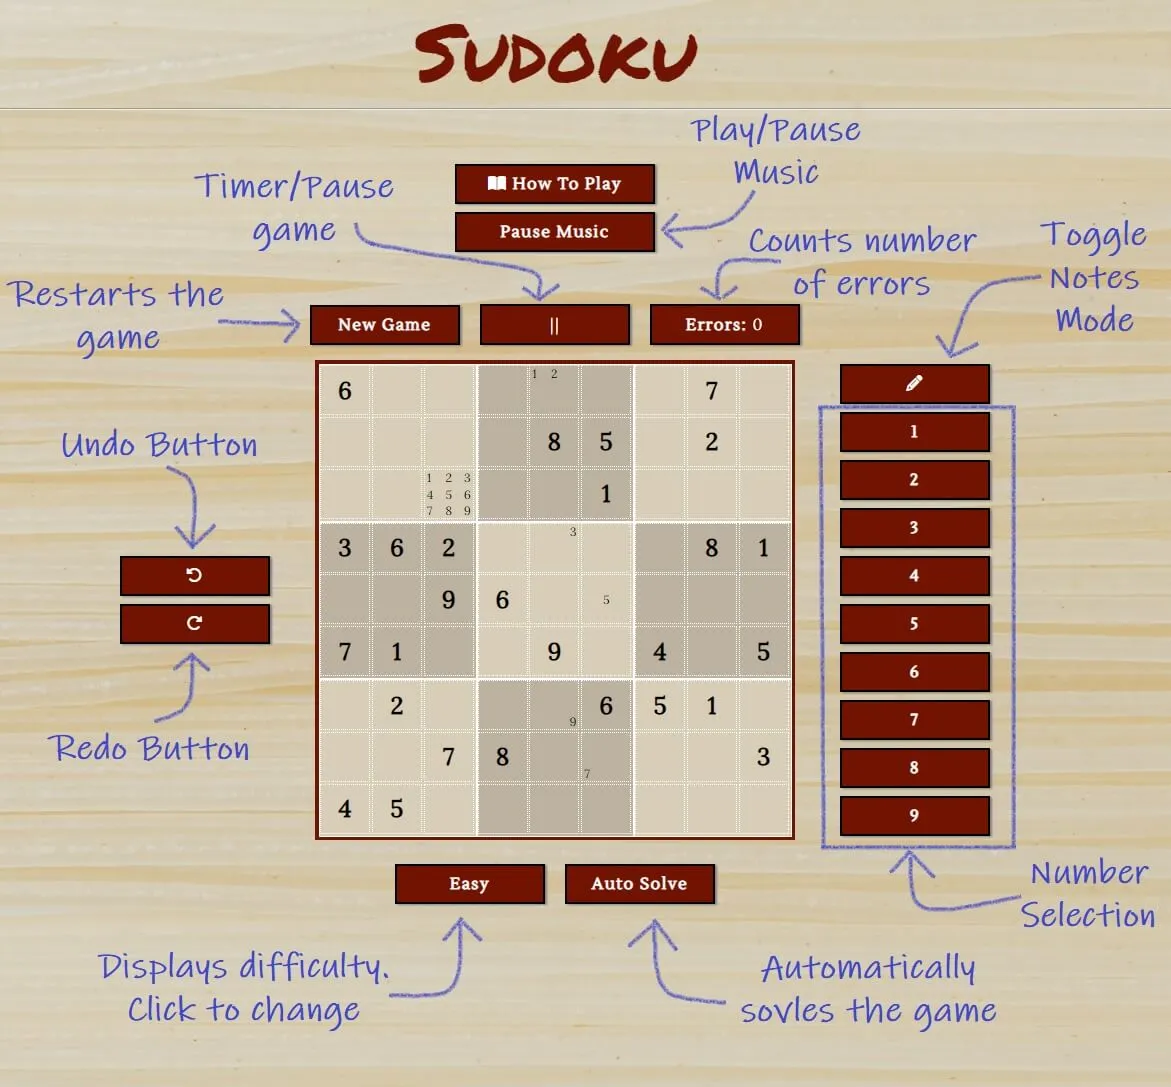 SUDOKU
Play/Pause
Music
How To Play
Timer/Pause
game
Pause Music
Counts number
of errors
Toggle
Notes
Mode
Restarts the
game
New Game
||
Errors: 0
6 1 2 7
8 5 2
1 2 3
4 5 6 1
7 8 9
3 6 2 3 8 1
9 6 5
7 1 9 4 5
2 9 6 5 1
7 8 7 3
4 5
1
2
3
4
5
6
7
8
9
Undo Button
Redo Button
Easy
Auto Solve
Number
Selection
Displays difficulty.
Click to change
Automatically
sovles the game